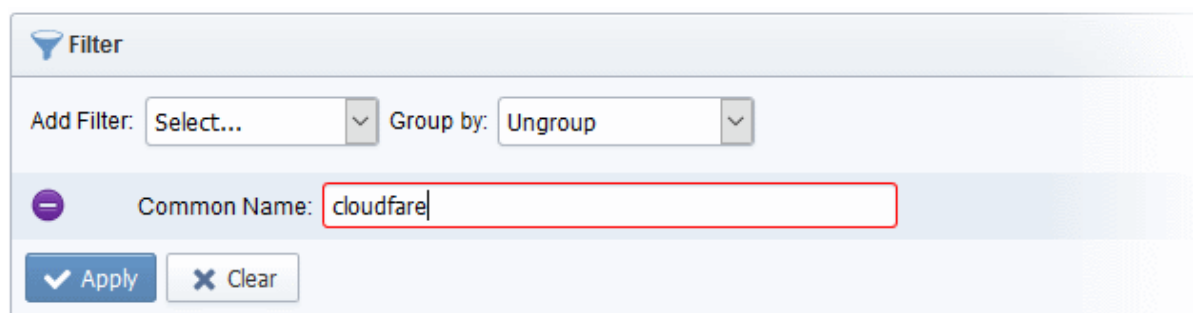 Filter
Add Filter: Select... Group by: Ungroup
Common Name: cloudfare
Apply Clear